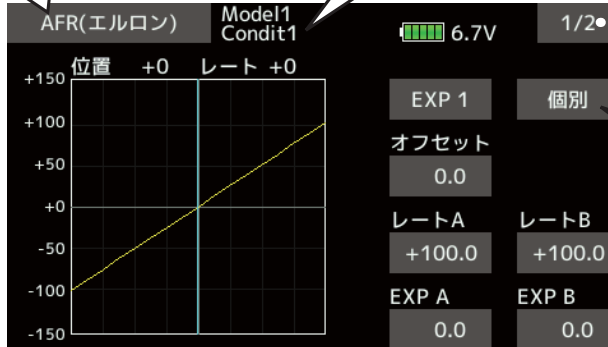 AFR(エルロン)
Model1
Condit1
6.7V
1/2
位置 +0 レート +0
+150
+100
+50
+0
-50
-100
-150
EXP 1
個別
オフセット
0.0
レートA
レートB
+100.0
+100.0
EXP A
EXP B
0.0
0.0